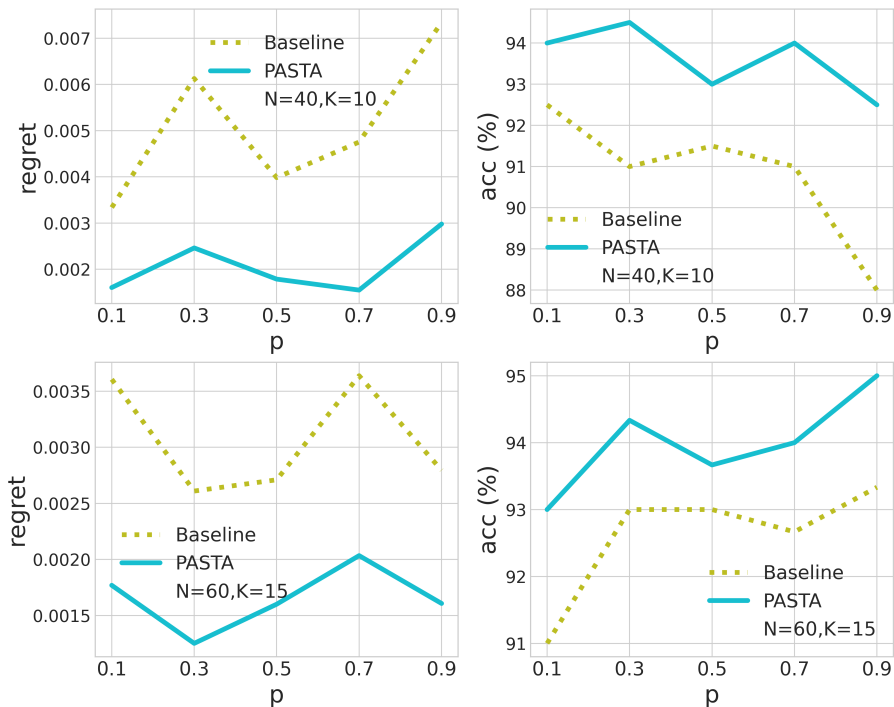 regret
0.007
0.006
0.005
0.004
0.003
0.002
Baseline
PASTA
N=40,K=10
0.1 0.3 0.5 0.7 0.9
p
acc (%)
94
93
92
91
90
89
88
Baseline
PASTA
N=40,K=10
0.1 0.3 0.5 0.7 0.9
p
regret
0.0035
0.0030
0.0025
0.0020
0.0015
Baseline
PASTA
N=60,K=15
0.1 0.3 0.5 0.7 0.9
p
acc (%)
95
94
93
92
91
Baseline
PASTA
N=60,K=15
0.1 0.3 0.5 0.7 0.9
p